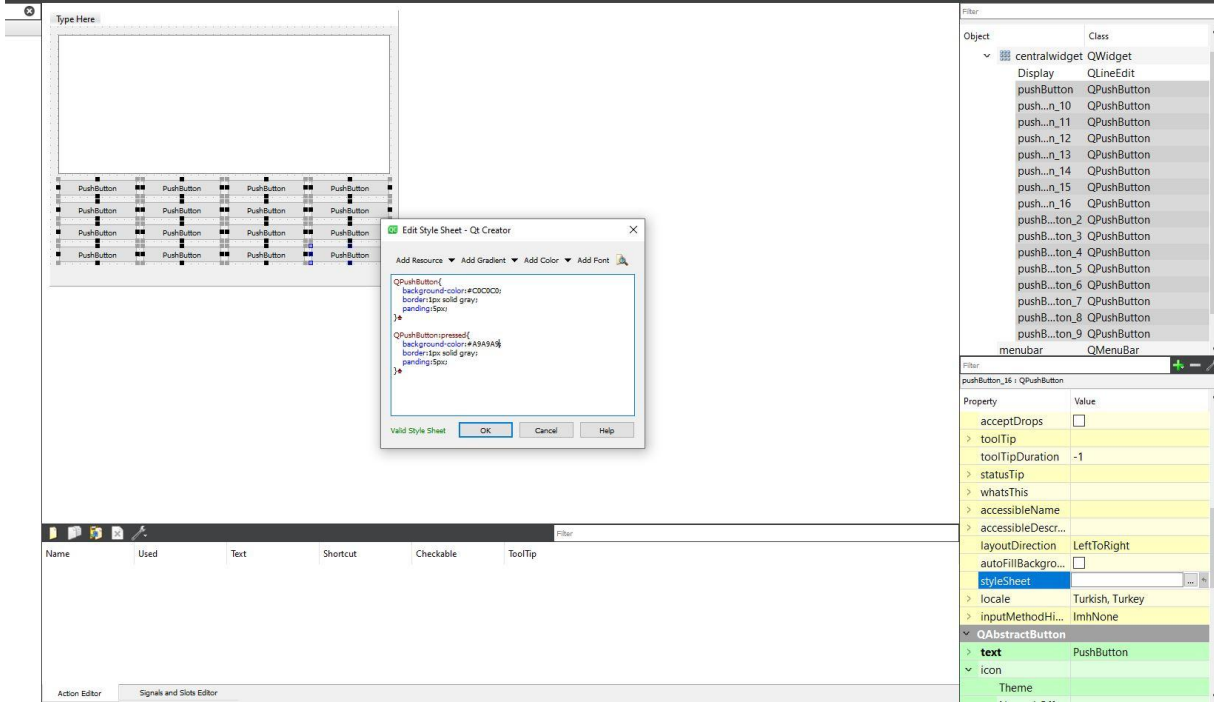 Type Here
PushButton PushButton PushButton PushButton
PushButton PushButton PushButton PushButton
PushButton PushButton PushButton PushButton
PushButton PushButton PushButton PushButton
Edit Style Sheet - Qt Creator
Add Resource Add Gradient Add Color Add Font
QPushButton{
background-color:#C0C0C0;
border:1px solid gray;
panding:5px;
}
QPushButton:pressed{
background-color:#A9A9A9;
border:1px solid gray;
panding:5px;
}
Valid Style Sheet OK Cancel Help
Filter
Name Used Text Shortcut Checkable ToolTip
Action Editor Signals and Slots Editor
Filter
Object Class
centralwidget QWidget
Display QLineEdit
pushButton QPushButton
push...n_10 QPushButton
push...n_11 QPushButton
push...n_12 QPushButton
push...n_13 QPushButton
push...n_14 QPushButton
push...n_15 QPushButton
push...n_16 QPushButton
pushB...ton_2 QPushButton
pushB...ton_3 QPushButton
pushB...ton_4 QPushButton
pushB...ton_5 QPushButton
pushB...ton_6 QPushButton
pushB...ton_7 QPushButton
pushB...ton_8 QPushButton
pushB...ton_9 QPushButton
menubar QMenuBar
Filter
pushButton_16 : QPushButton
Property Value
acceptDrops
toolTip
toolTipDuration -1
statusTip
whatsThis
accessibleName
accessibleDescr...
layoutDirection LeftToRight
autoFillBackgro...
styleSheet ...
locale Turkish, Turkey
inputMethodHi... ImhNone
QAbstractButton
text PushButton
icon
Theme